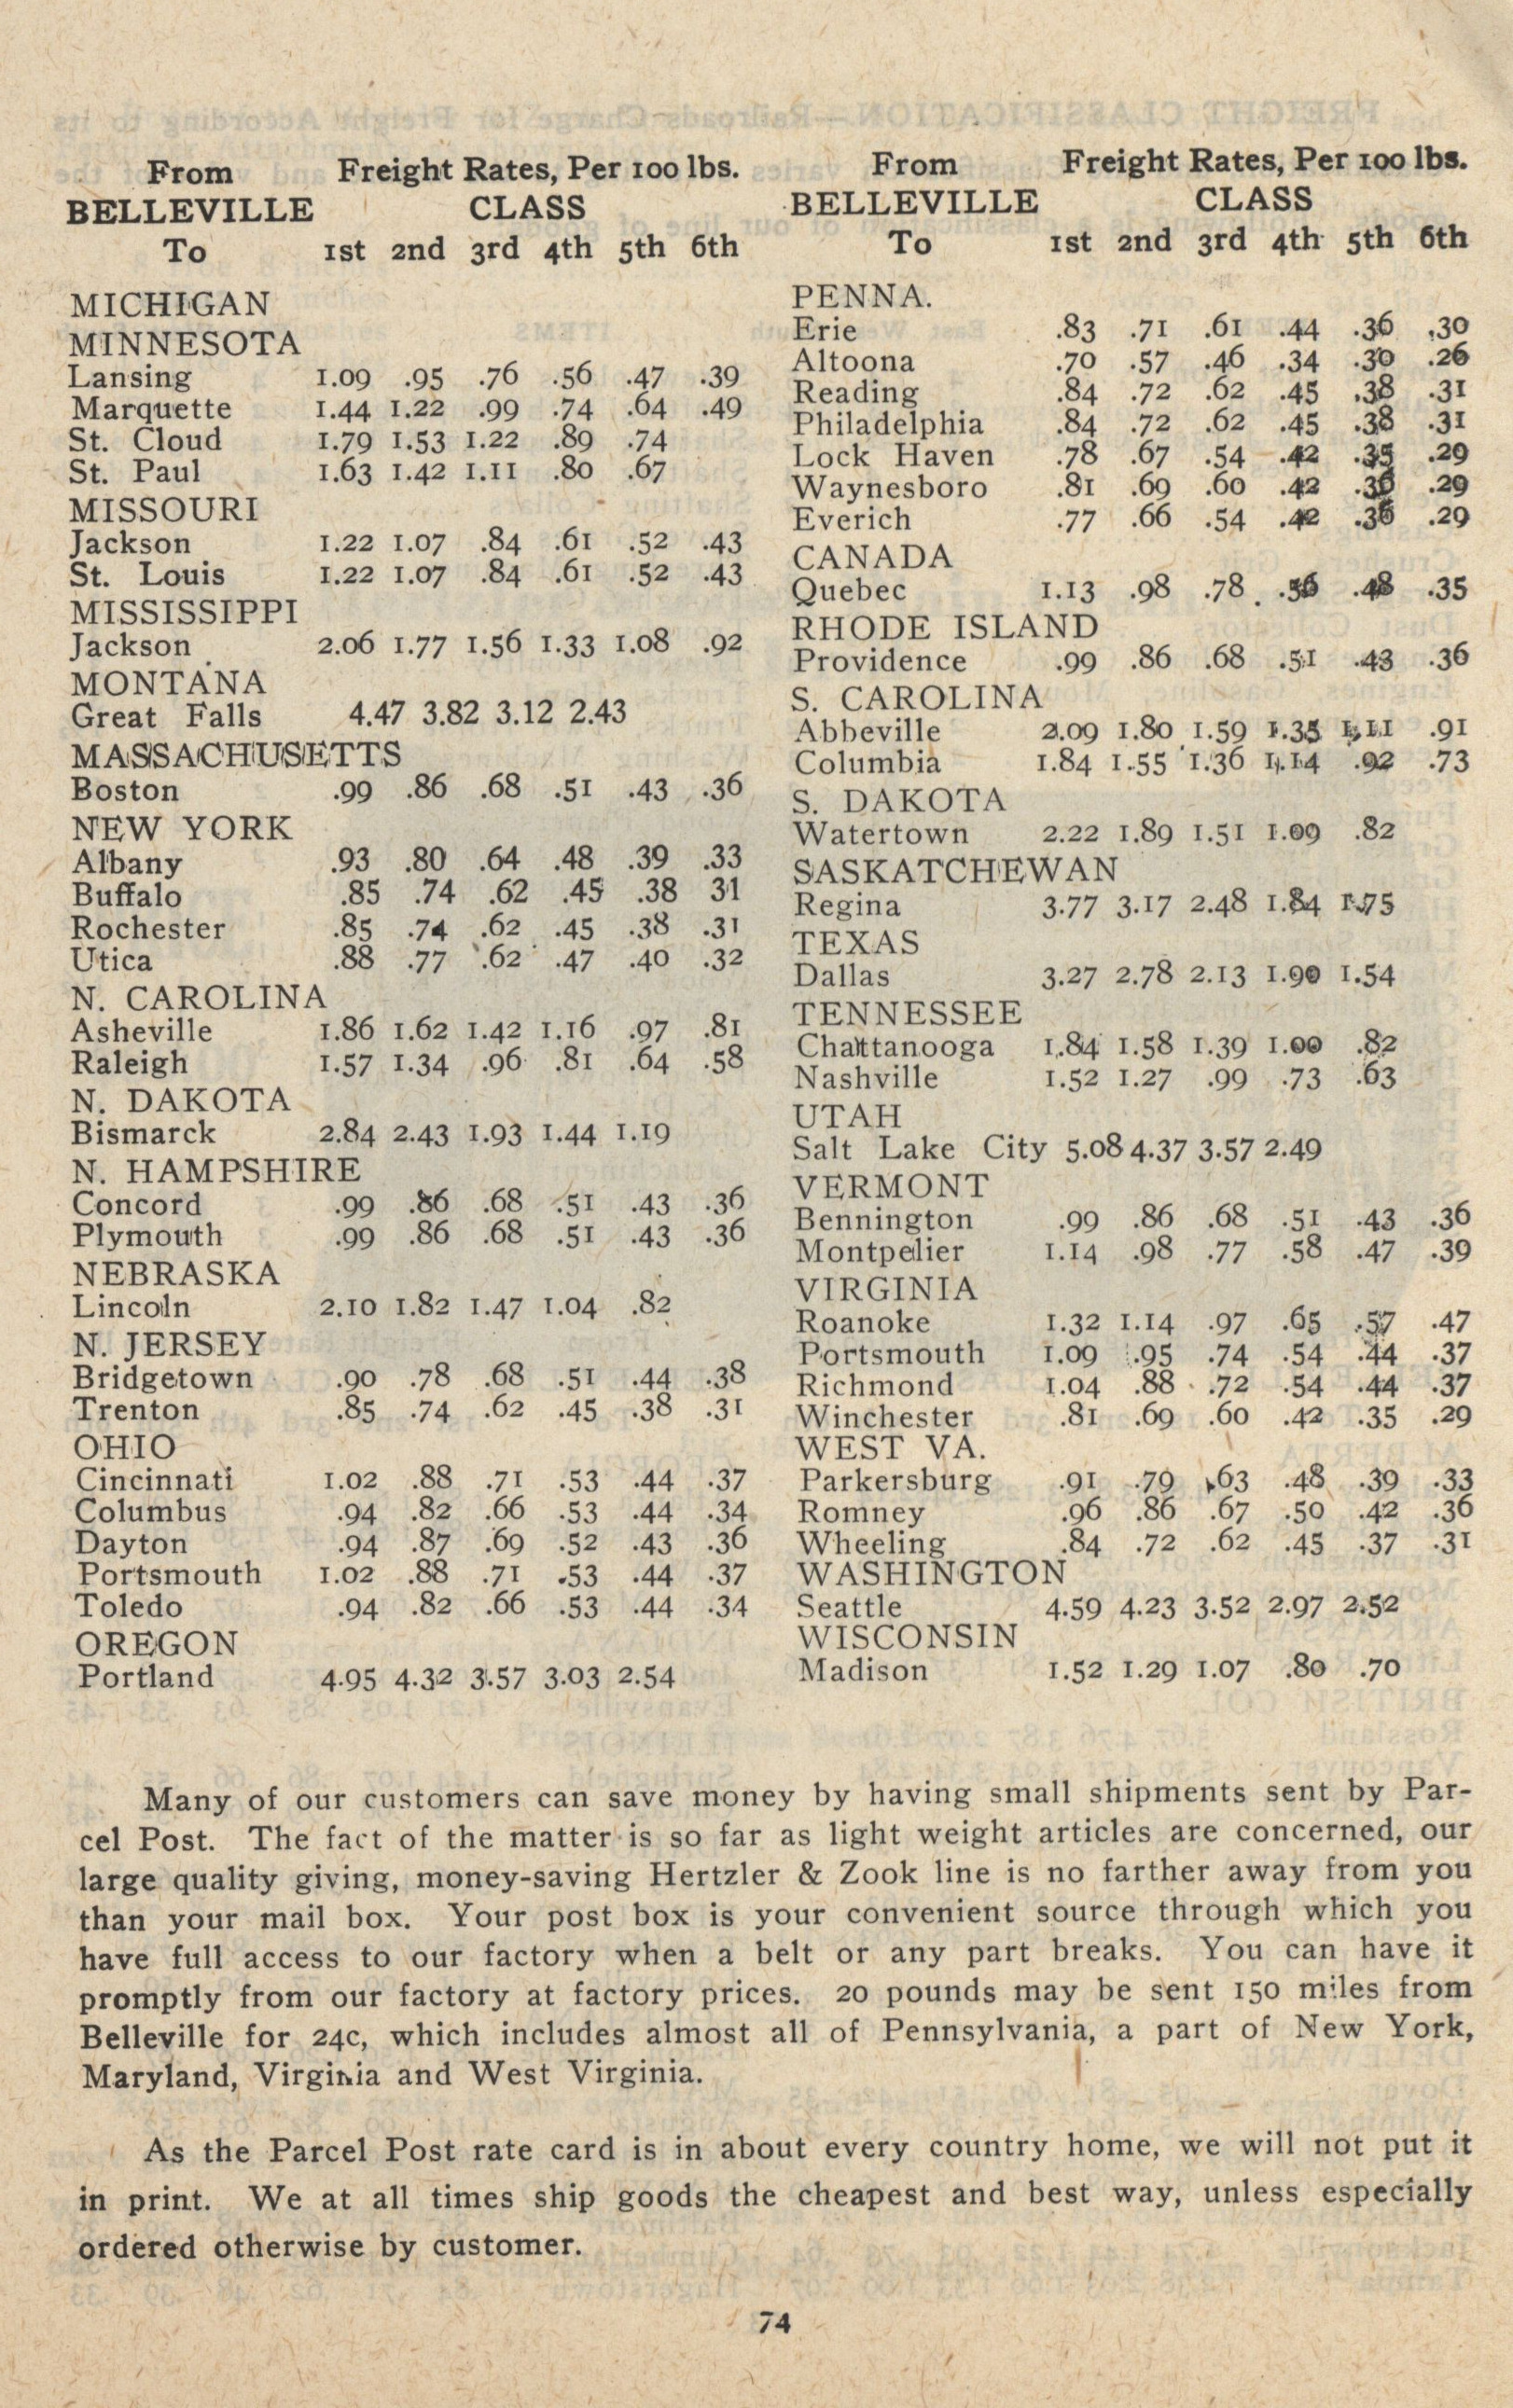 From Freight Rates, Per 100 lbs.
BELLEVILLE CLASS
To 1st 2nd 3rd 4th 5th 6th
MICHIGAN
MINNESOTA
Lansing 1.09 .95 .76 .56 .47 .39
Marquette 1.44 1.22 .99 .74 .64 .49
St. Cloud 1.79 1.53 1.22 .89 .74
St. Paul 1.63 1.42 1.11 .80 .67
MISSOURI
Jackson 1.22 1.07 .84 .61 .52 .43
St. Louis 1.22 1.07 .84 .61 .52 .43
MISSISSIPPI
Jackson 2.06 1.77 1.56 1.33 1.08 .92
MONTANA
Great Falls 4.47 3.82 3.12 2.43
MASSACHUSETTS
Boston .99 .86 .68 .51 .43 .36
NEW YORK
Albany .93 .80 .64 .48 .39 .33
Buffalo .85 .74 .62 .45 .38 31
Rochester .85 .74 .62 .45 .38 .31
Utica .88 .77 .62 .47 .40 .32
N. CAROLINA
Asheville 1.86 1.62 1.42 1.16 .97 .81
Raleigh 1.57 1.34 .96 .81 .64 .58
N. DAKOTA
Bismarck 2.84 2.43 1.93 1.44 1.19
N. HAMPSHIRE
Concord .99 .86 .68 .51 .43 .36
Plymouth .99 .86 .68 .51 .43 .36
NEBRASKA
Lincoln 2.10 1.82 1.47 1.04 .82
N. JERSEY
Bridgetown .90 .78 .68 .51 .44 .38
Trenton .85 .74 .62 .45 .38 .31
OHIO
Cincinnati 1.02 .88 .71 .53 .44 .37
Columbus .94 .82 .66 .53 .44 .34
Dayton .94 .87 .69 .52 .43 .36
Portsmouth 1.02 .88 .71 .53 .44 .37
Toledo .94 .82 .66 .53 .44 .34
OREGON
Portland 4.95 4.32 3.57 3.03 2.54
From Freight Rates, Per 100 lbs.
BELLEVILLE CLASS
To 1st 2nd 3rd 4th 5th 6th
PENNA.
Erie .83 .71 .61 .44 .36 .30
Altoona .70 .57 .46 .34 .30 .26
Reading .84 .72 .62 .45 .38 .31
Philadelphia .84 .72 .62 .45 .38 .31
Lock Haven .78 .67 .54 .42 .35 .29
Waynesboro .81 .69 .60 .42 .36 .29
Everich .77 .66 .54 .42 .36 .29
CANADA
Quebec 1.13 .98 .78 .56 .48 .35
RHODE ISLAND
Providence .99 .86 .68 .51 .43 .36
S. CAROLINA
Abbeville 2.09 1.80 1.59 1.35 1.11 .91
Columbia 1.84 1.55 1.36 1.14 .92 .73
S. DAKOTA
Watertown 2.22 1.89 1.51 1.09 .82
SASKATCHEWAN
Regina 3.77 3.17 2.48 1.84 1.75
TEXAS
Dallas 3.27 2.78 2.13 1.90 1.54
TENNESSEE
Chattanooga 1.84 1.58 1.39 1.00 .82
Nashville 1.52 1.27 .99 .73 .63
UTAH
Salt Lake City 5.08 4.37 3.57 2.49
VERMONT
Bennington .99 .86 .68 .51 .43 .36
Montpelier 1.14 .98 .77 .58 .47 .39
VIRGINIA
Roanoke 1.32 1.14 .97 .65 .57 .47
Portsmouth 1.09 .95 .74 .54 .44 .37
Richmond 1.04 .88 .72 .54 .44 .37
Winchester .81 .69 .60 .42 .35 .29
WEST VA.
Parkersburg .91 .79 .63 .48 .39 .33
Romney .96 .86 .67 .50 .42 .36
Wheeling .84 .72 .62 .45 .37 .31
WASHINGTON
Seattle 4.59 4.23 3.52 2.97 2.52
WISCONSIN
Madison 1.52 1.29 1.07 .80 .70
Many of our customers can save money by having small shipments sent by Par-
cel Post. The fact of the matter is so far as light weight articles are concerned, our
large quality giving, money-saving Hertzler & Zook line is no farther away from you
than your mail box. Your post box is your convenient source through which you
have full access to our factory when a belt or any part breaks. You can have it
promptly from our factory at factory prices. 20 pounds may be sent 150 miles from
Belleville for 24c, which includes almost all of Pennsylvania, a part of New York,
Maryland, Virginia and West Virginia.
As the Parcel Post rate card is in about every country home, we will not put it
in print. We at all times ship goods the cheapest and best way, unless especially
ordered otherwise by customer.
74